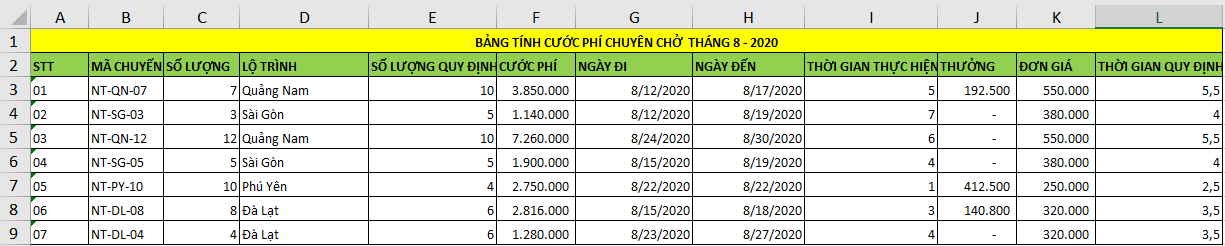 A B C D E F G H I J K L
1 BẢNG TÍNH CƯỚC PHÍ CHUYÊN CHỞ THÁNG 8 - 2020
2 STT MÃ CHUYẾN SỐ LƯỢNG LỘ TRÌNH SỐ LƯỢNG QUY ĐỊNH CƯỚC PHÍ NGÀY ĐI NGÀY ĐẾN THỜI GIAN THỰC HIỆN THƯỞNG ĐƠN GIÁ THỜI GIAN QUY ĐỊNH
3 01 NT-QN-07 7 Quảng Nam 10 3.850.000 8/12/2020 8/17/2020 5 192.500 550.000 5,5
4 02 NT-SG-03 3 Sài Gòn 5 1.140.000 8/12/2020 8/19/2020 7 - 380.000 4
5 03 NT-QN-12 12 Quảng Nam 10 7.260.000 8/24/2020 8/30/2020 6 - 550.000 5,5
6 04 NT-SG-05 5 Sài Gòn 5 1.900.000 8/15/2020 8/19/2020 4 - 380.000 4
7 05 NT-PY-10 10 Phú Yên 4 2.750.000 8/22/2020 8/22/2020 1 412.500 250.000 2,5
8 06 NT-DL-08 8 Đà Lạt 6 2.816.000 8/15/2020 8/18/2020 3 140.800 320.000 3,5
9 07 NT-DL-04 4 Đà Lạt 6 1.280.000 8/23/2020 8/27/2020 4 - 320.000 3,5